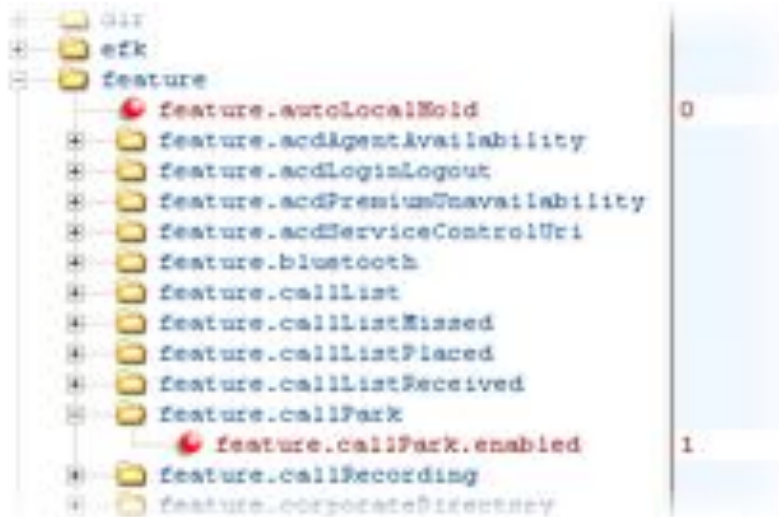 dir
efk
feature
feature.autoLocalHold 0
feature.acdAgentAvailability
feature.acdLoginLogout
feature.acdPremiumUnavailability
feature.acdServiceControlUri
feature.bluetooth
feature.callList
feature.callListMissed
feature.callListPlaced
feature.callListReceived
feature.callPark
feature.callPark.enabled 1
feature.callRecording
feature.corporateDirectory